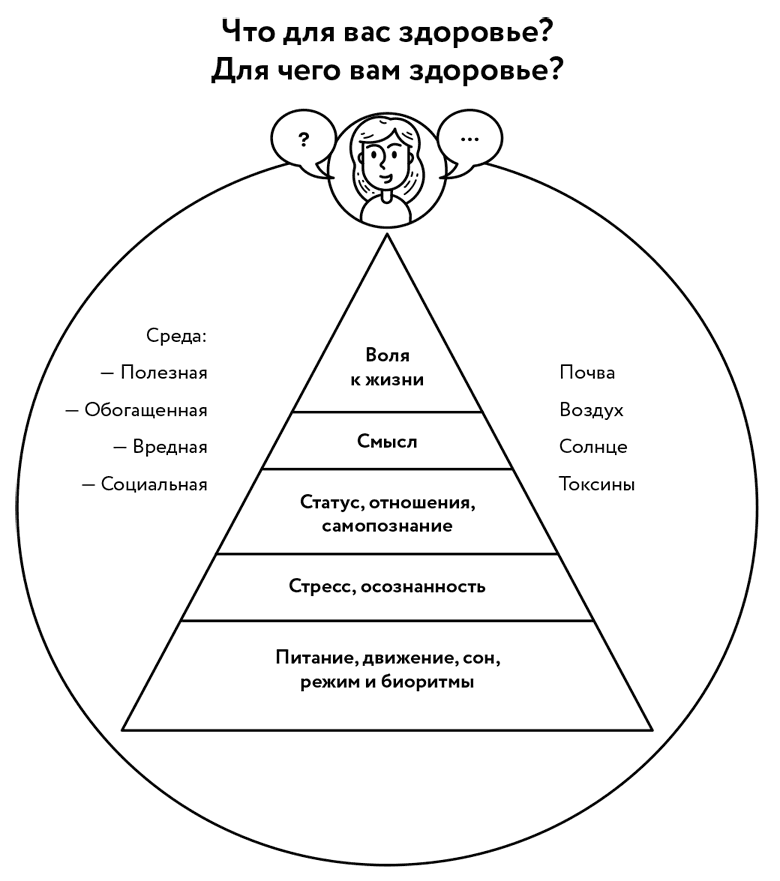 Что для вас здоровье?
Для чего вам здоровье?
?
...
Среда:
— Полезная
— Обогащенная
— Вредная
— Социальная
Воля
к жизни
Смысл
Статус, отношения,
самопознание
Стресс, осознанность
Питание, движение, сон,
режим и биоритмы
Почва
Воздух
Солнце
Токсины